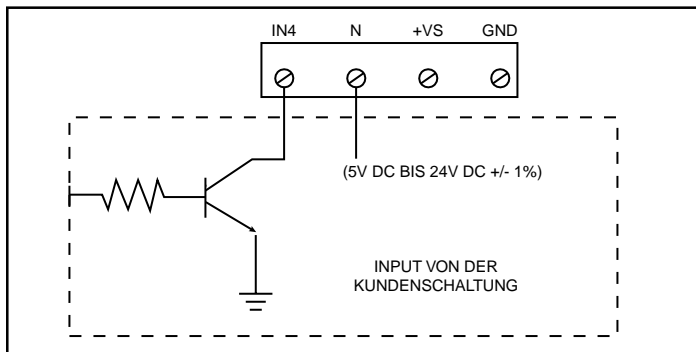 IN4 N +VS GND
(5V DC BIS 24V DC +/- 1%)
INPUT VON DER
KUNDENSCHALTUNG